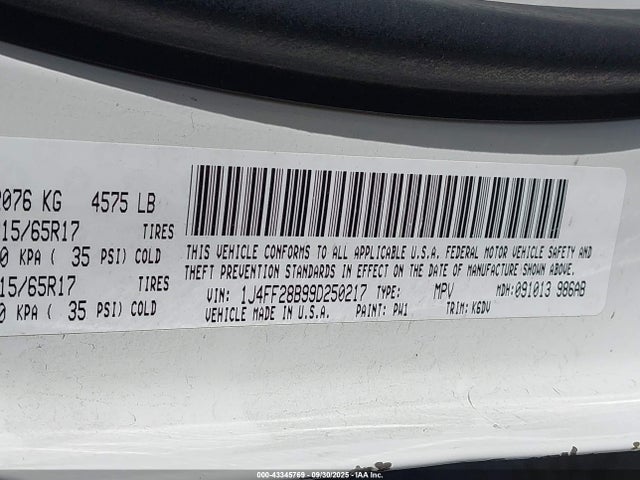 2076 KG 4575 LB
15/65R17 TIRES
0 KPA ( 35 PSI) COLD
15/65R17 TIRES
0 KPA ( 35 PSI) COLD
THIS VEHICLE CONFORMS TO ALL APPLICABLE U.S.A. FEDERAL MOTOR VEHICLE SAFETY AND
THEFT PREVENTION STANDARDS IN EFFECT ON THE DATE OF MANUFACTURE SHOWN ABOVE.
VIN: 1J4FF28B99D250217 TYPE: MPV MDH:091013 986AB
VEHICLE MADE IN U.S.A. PAINT: PW1 TRIM: K6DV
000-43345769 - 09/30/2025 - IAA Inc.